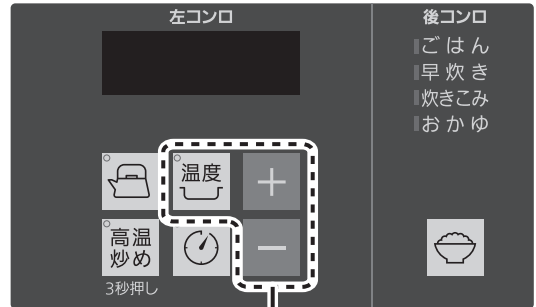 左コンロ
後コンロ
ごはん
早炊き
炊きこみ
おかゆ
温度
高温
炒め
3秒押し